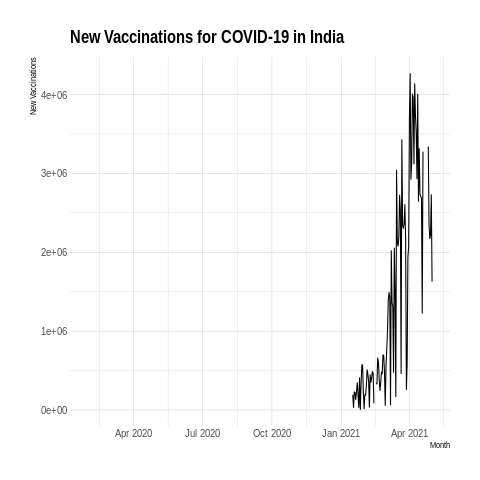 New Vaccinations for COVID-19 in India
New Vaccinations
4e+06
3e+06
2e+06
1e+06
0e+00
Apr 2020 Jul 2020 Oct 2020 Jan 2021 Apr 2021
Month